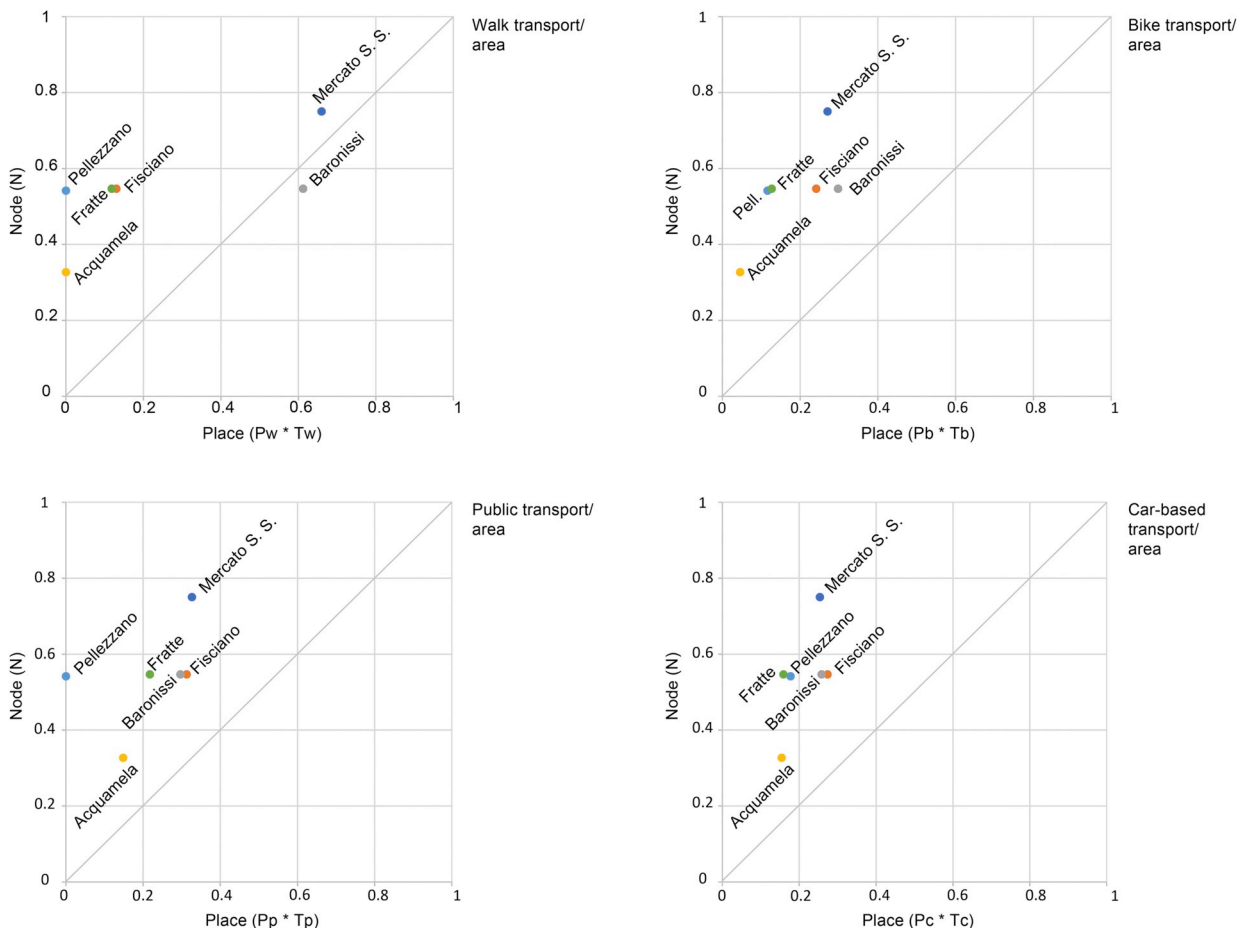 Walk transport/
area
1
0.8
0.6
0.4
0.2
0
Node (N)
Mercato S. S.
Pellezzano
Fratte
Fisciano
Baronissi
Acquamela
0
0.2
0.4
0.6
0.8
1
Place (Pw * Tw)
Bike transport/
area
1
0.8
0.6
0.4
0.2
0
Node (N)
Mercato S. S.
Pell.
Fratte
Fisciano
Baronissi
Acquamela
0
0.2
0.4
0.6
0.8
1
Place (Pb * Tb)
Public transport/
area
1
0.8
0.6
0.4
0.2
0
Node (N)
Mercato S. S.
Pellezzano
Fratte
Baronissi
Fisciano
Acquamela
0
0.2
0.4
0.6
0.8
1
Place (Pp * Tp)
Car-based
transport/
area
1
0.8
0.6
0.4
0.2
0
Node (N)
Mercato S. S.
Fratte
Pellezzano
Baronissi
Fisciano
Acquamela
0
0.2
0.4
0.6
0.8
1
Place (Pc * Tc)